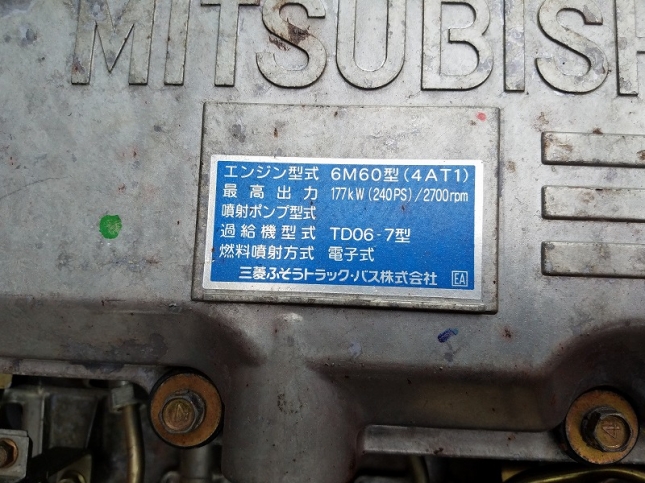 MITSUBISH
エンジン型式 6M60型(4AT1)
最高出力 177kW(240PS)/2700rpm
噴射ポンプ型式
過給機型式 TD06-7型
燃料噴射方式 電子式
三菱ふそうトラック・バス株式会社 EA